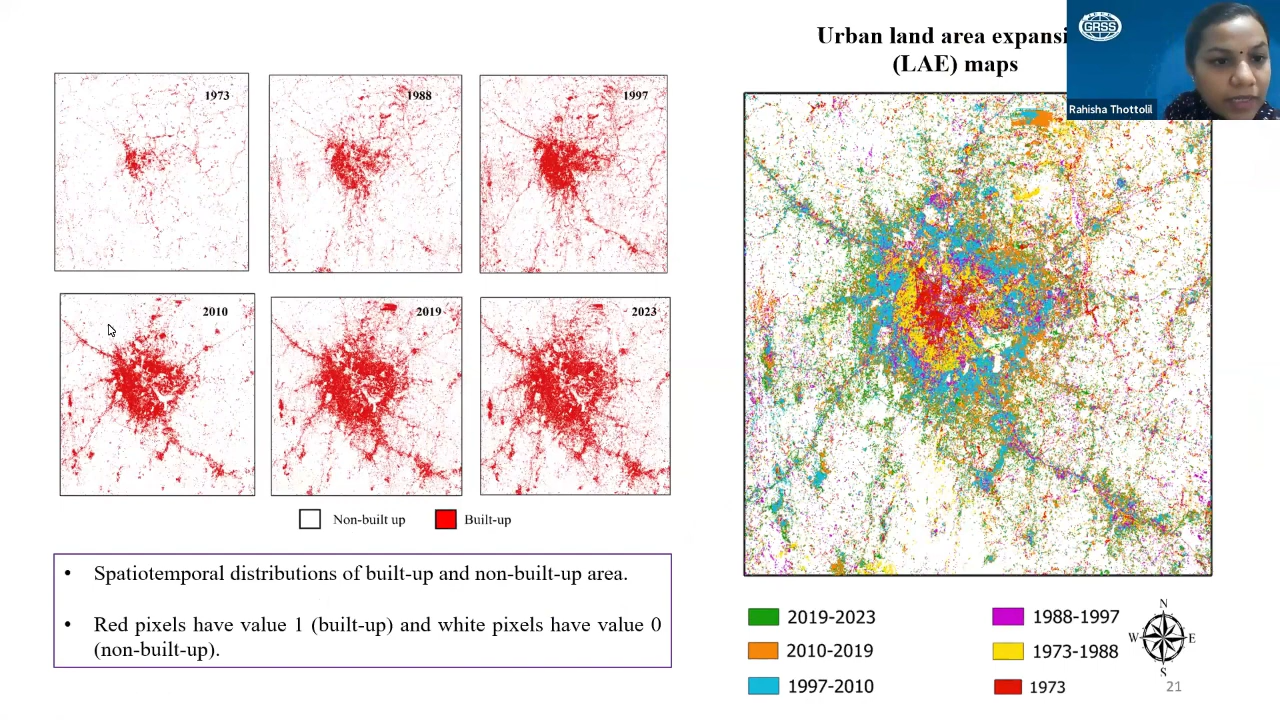 Urban land area expansi
(LAE) maps
GRSS
Rahisha Thottolil
1973
1988
1997
2010
2019
2023
Non-built up
Built-up
• Spatiotemporal distributions of built-up and non-built-up area.
• Red pixels have value 1 (built-up) and white pixels have value 0
(non-built-up).
2019-2023
2010-2019
1997-2010
1988-1997
1973-1988
1973
N
W
E
S
21